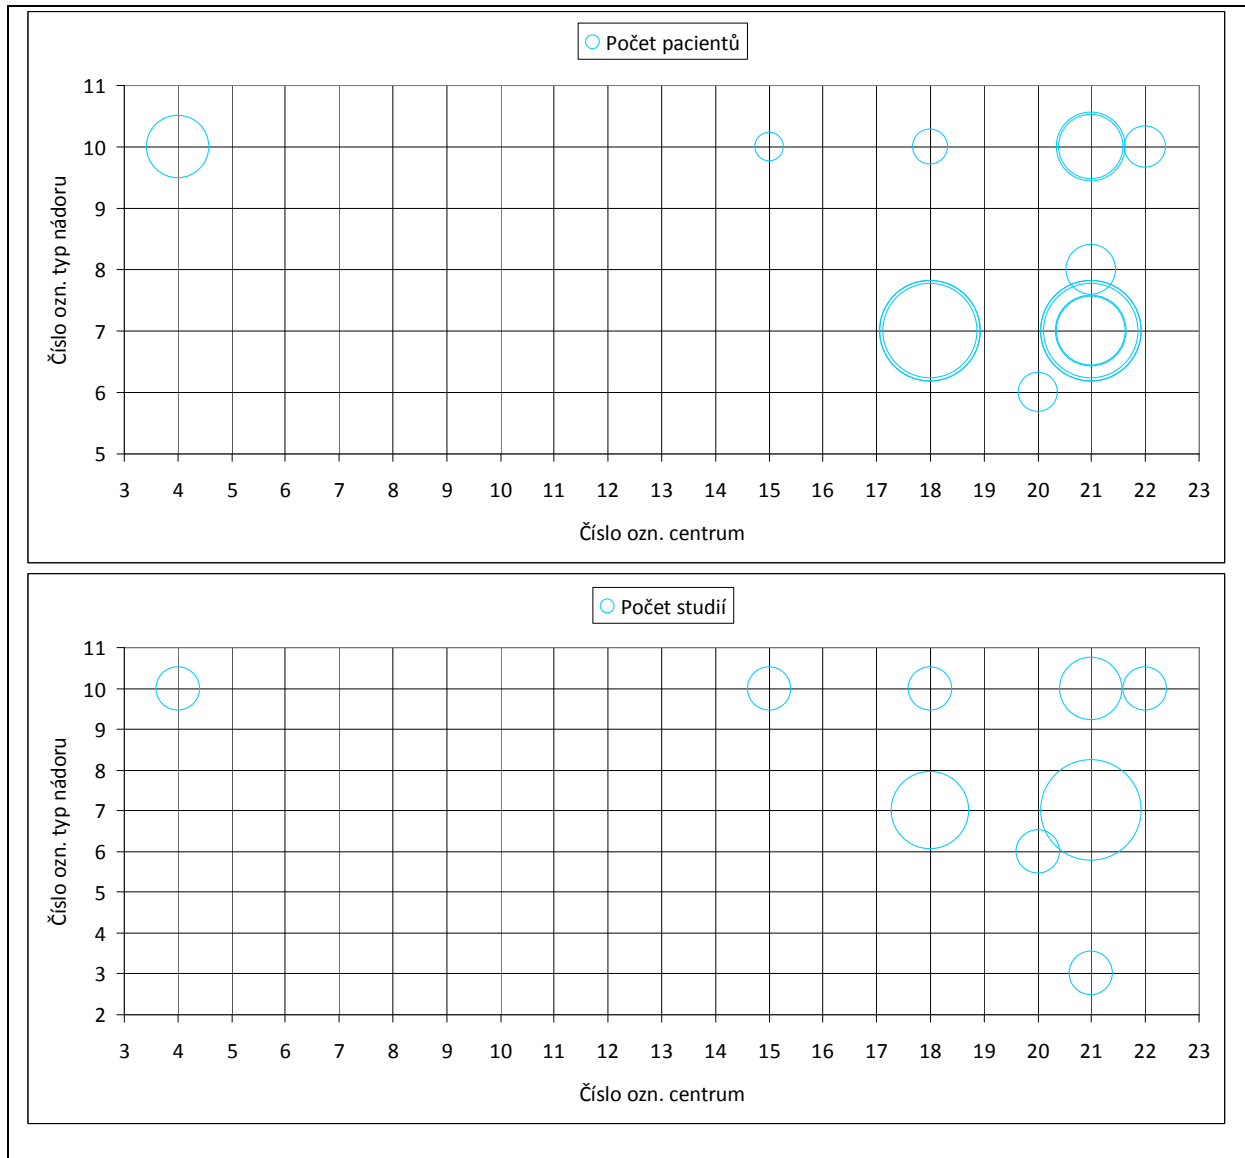 Počet pacientů
11
10
9
8
7
6
5
Číslo ozn. typ nádoru
3 4 5 6 7 8 9 10 11 12 13 14 15 16 17 18 19 20 21 22 23
Číslo ozn. centrum
Počet studií
11
10
9
8
7
6
5
4
3
2
Číslo ozn. typ nádoru
3 4 5 6 7 8 9 10 11 12 13 14 15 16 17 18 19 20 21 22 23
Číslo ozn. centrum